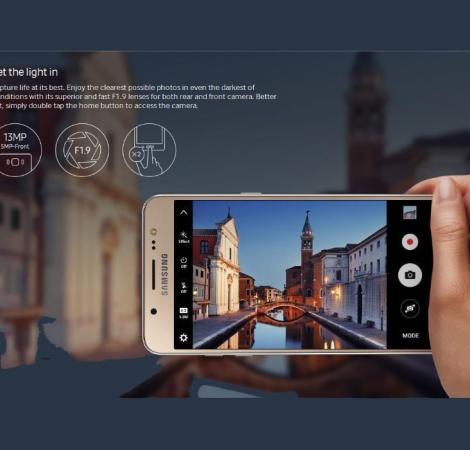 et the light in
pture life at its best. Enjoy the clearest possible photos in even the darkest of
nditions with its superior and fast F1.9 lenses for both rear and front camera. Better
t, simply double tap the home button to access the camera.
13MP
5MP-Front
F1.9
×2
SAMSUNG
Effect
Off
Off
MODE